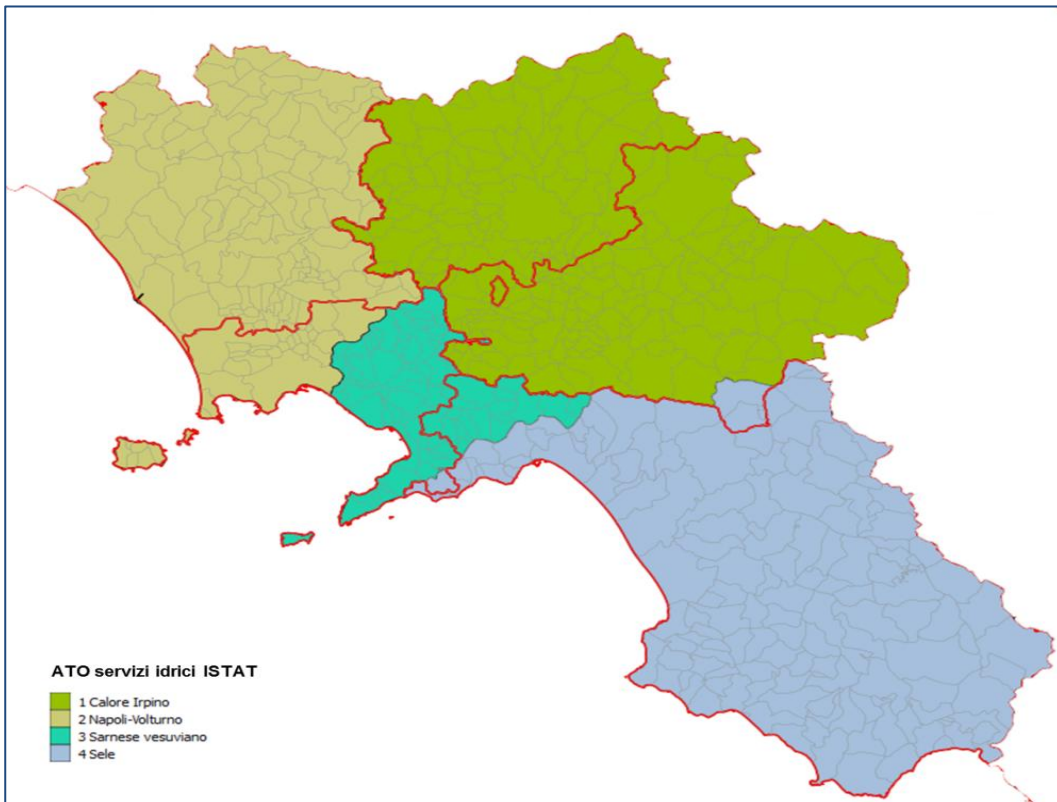 ATO servizi idrici ISTAT
1 Calore Irpino
2 Napoli-Volturno
3 Sarnese vesuviano
4 Sele